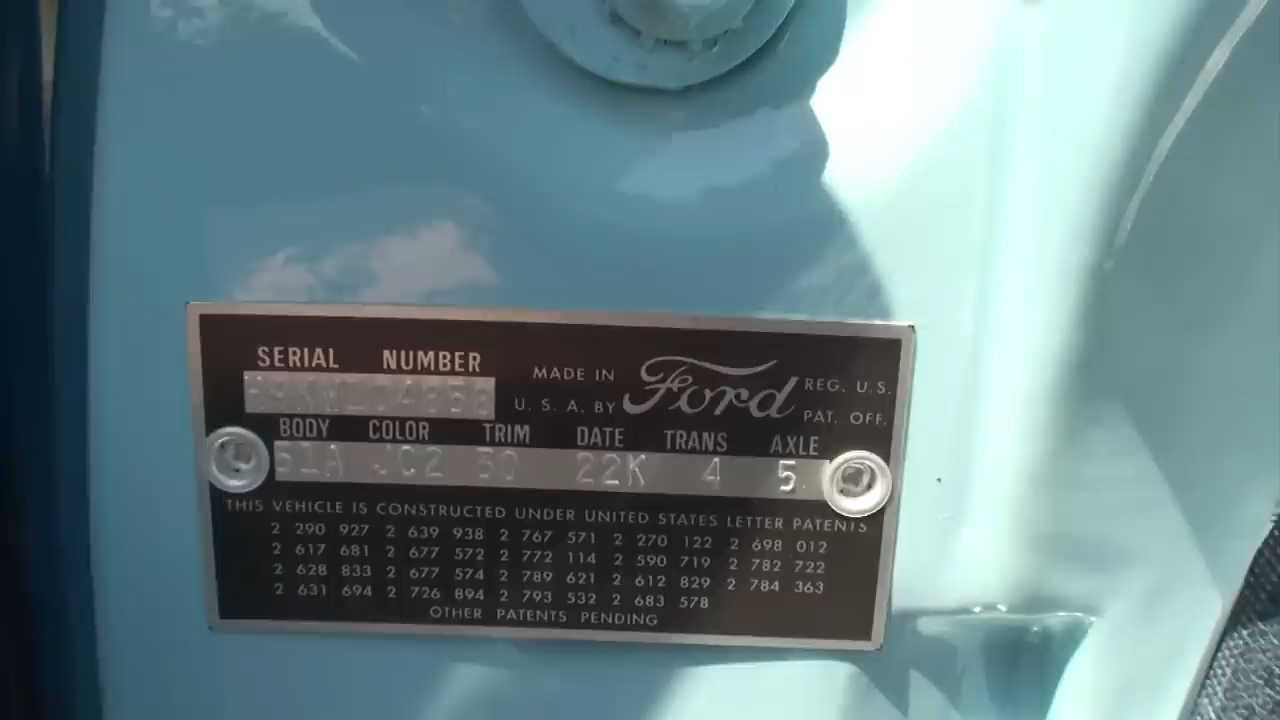 SERIAL NUMBER
MADE IN
U. S. A. BY
Ford
REG. U.S.
PAT. OFF.
BODY COLOR TRIM DATE TRANS AXLE
22K 4 5
THIS VEHICLE IS CONSTRUCTED UNDER UNITED STATES LETTER PATENTS
2 290 927 2 639 938 2 767 571 2 270 122 2 698 012
2 617 681 2 677 572 2 772 114 2 590 719 2 782 722
2 628 833 2 677 574 2 789 621 2 612 829 2 784 363
2 631 694 2 726 894 2 793 532 2 683 578
OTHER PATENTS PENDING